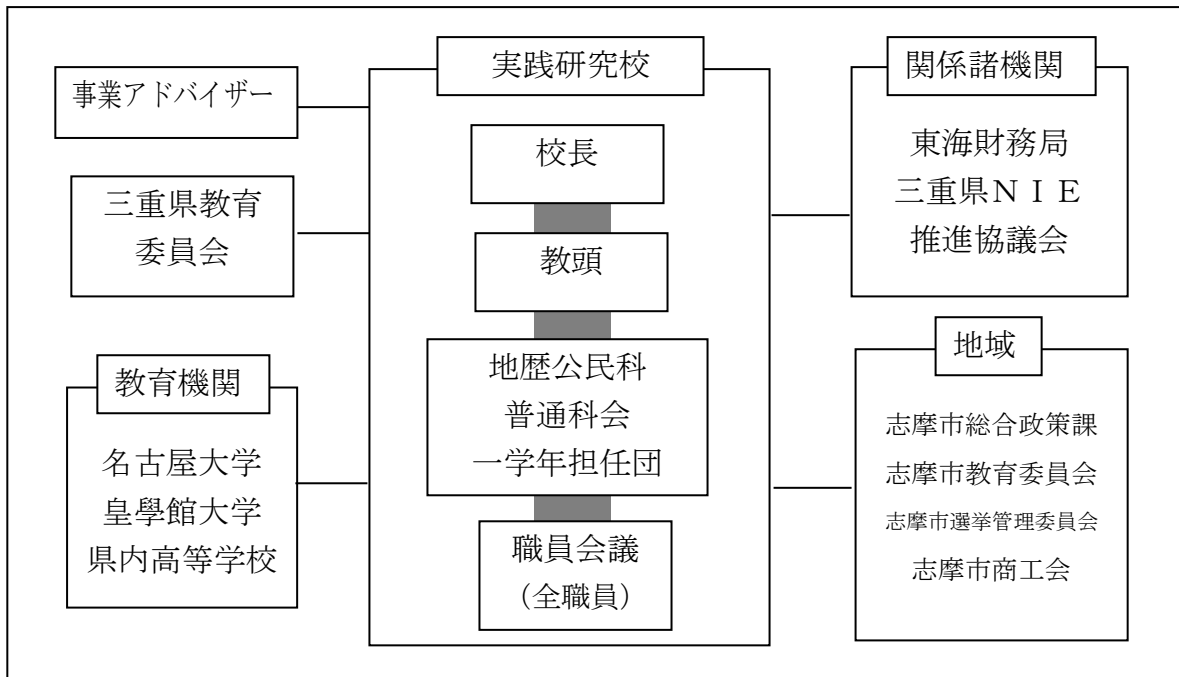 事業アドバイザー
三重県教育
委員会
教育機関
名古屋大学
皇學館大学
県内高等学校
実践研究校
校長
教頭
地歴公民科
普通科会
一学年担任団
職員会議
(全職員)
関係諸機関
東海財務局
三重県NIE
推進協議会
地域
志摩市総合政策課
志摩市教育委員会
志摩市選挙管理委員会
志摩市商工会